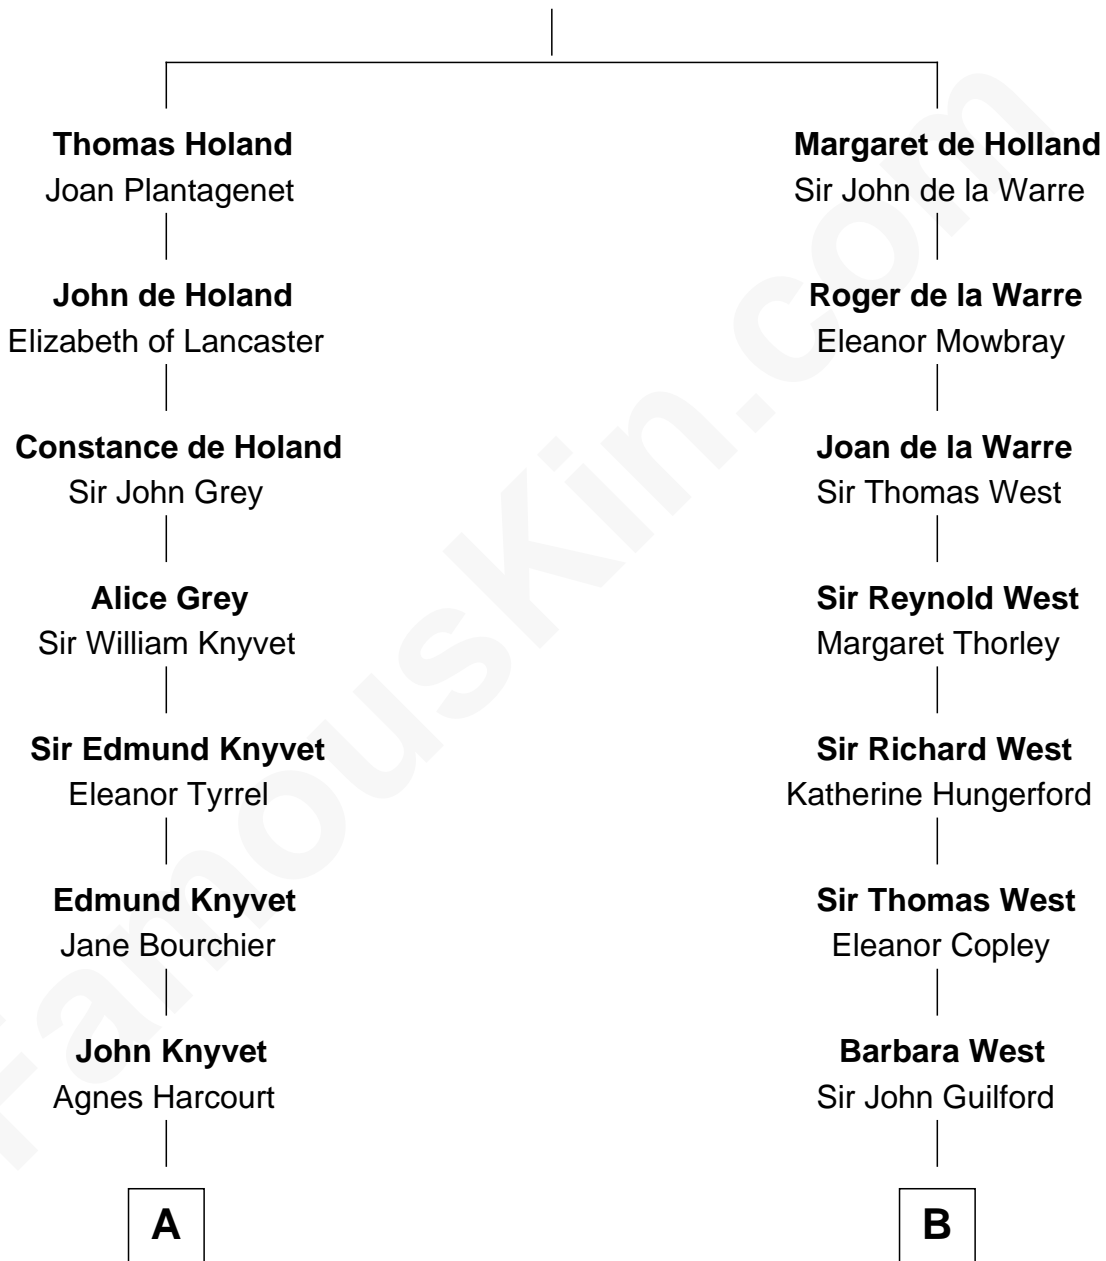 Thomas Holand
Joan Plantagenet
John de Holand
Elizabeth of Lancaster
Constance de Holand
Sir John Grey
Alice Grey
Sir William Knyvet
Sir Edmund Knyvet
Eleanor Tyrrel
Edmund Knyvet
Jane Bourchier
John Knyvet
Agnes Harcourt
A
Margaret de Holland
Sir John de la Warre
Roger de la Warre
Eleanor Mowbray
Joan de la Warre
Sir Thomas West
Sir Reynold West
Margaret Thorley
Sir Richard West
Katherine Hungerford
Sir Thomas West
Eleanor Copley
Barbara West
Sir John Guilford
B
FamousKin.com